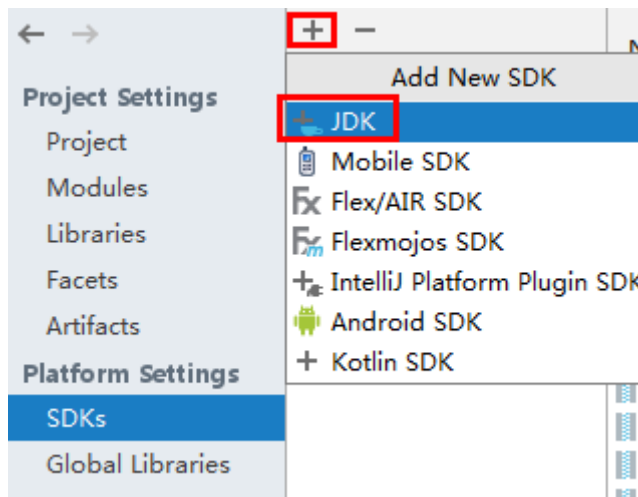 Project Settings
Project
Modules
Libraries
Facets
Artifacts
Platform Settings
SDKs
Global Libraries
Add New SDK
JDK
Mobile SDK
Flex/AIR SDK
Flexmojos SDK
IntelliJ Platform Plugin SDK
Android SDK
Kotlin SDK